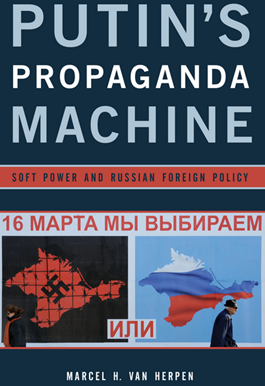 PUTIN'S
PROPAGANDA
MACHINE
SOFT POWER AND RUSSIAN FOREIGN POLICY
16 МАРТА МЫ ВЫБИРАЕМ
ИЛИ
MARCEL H. VAN HERPEN